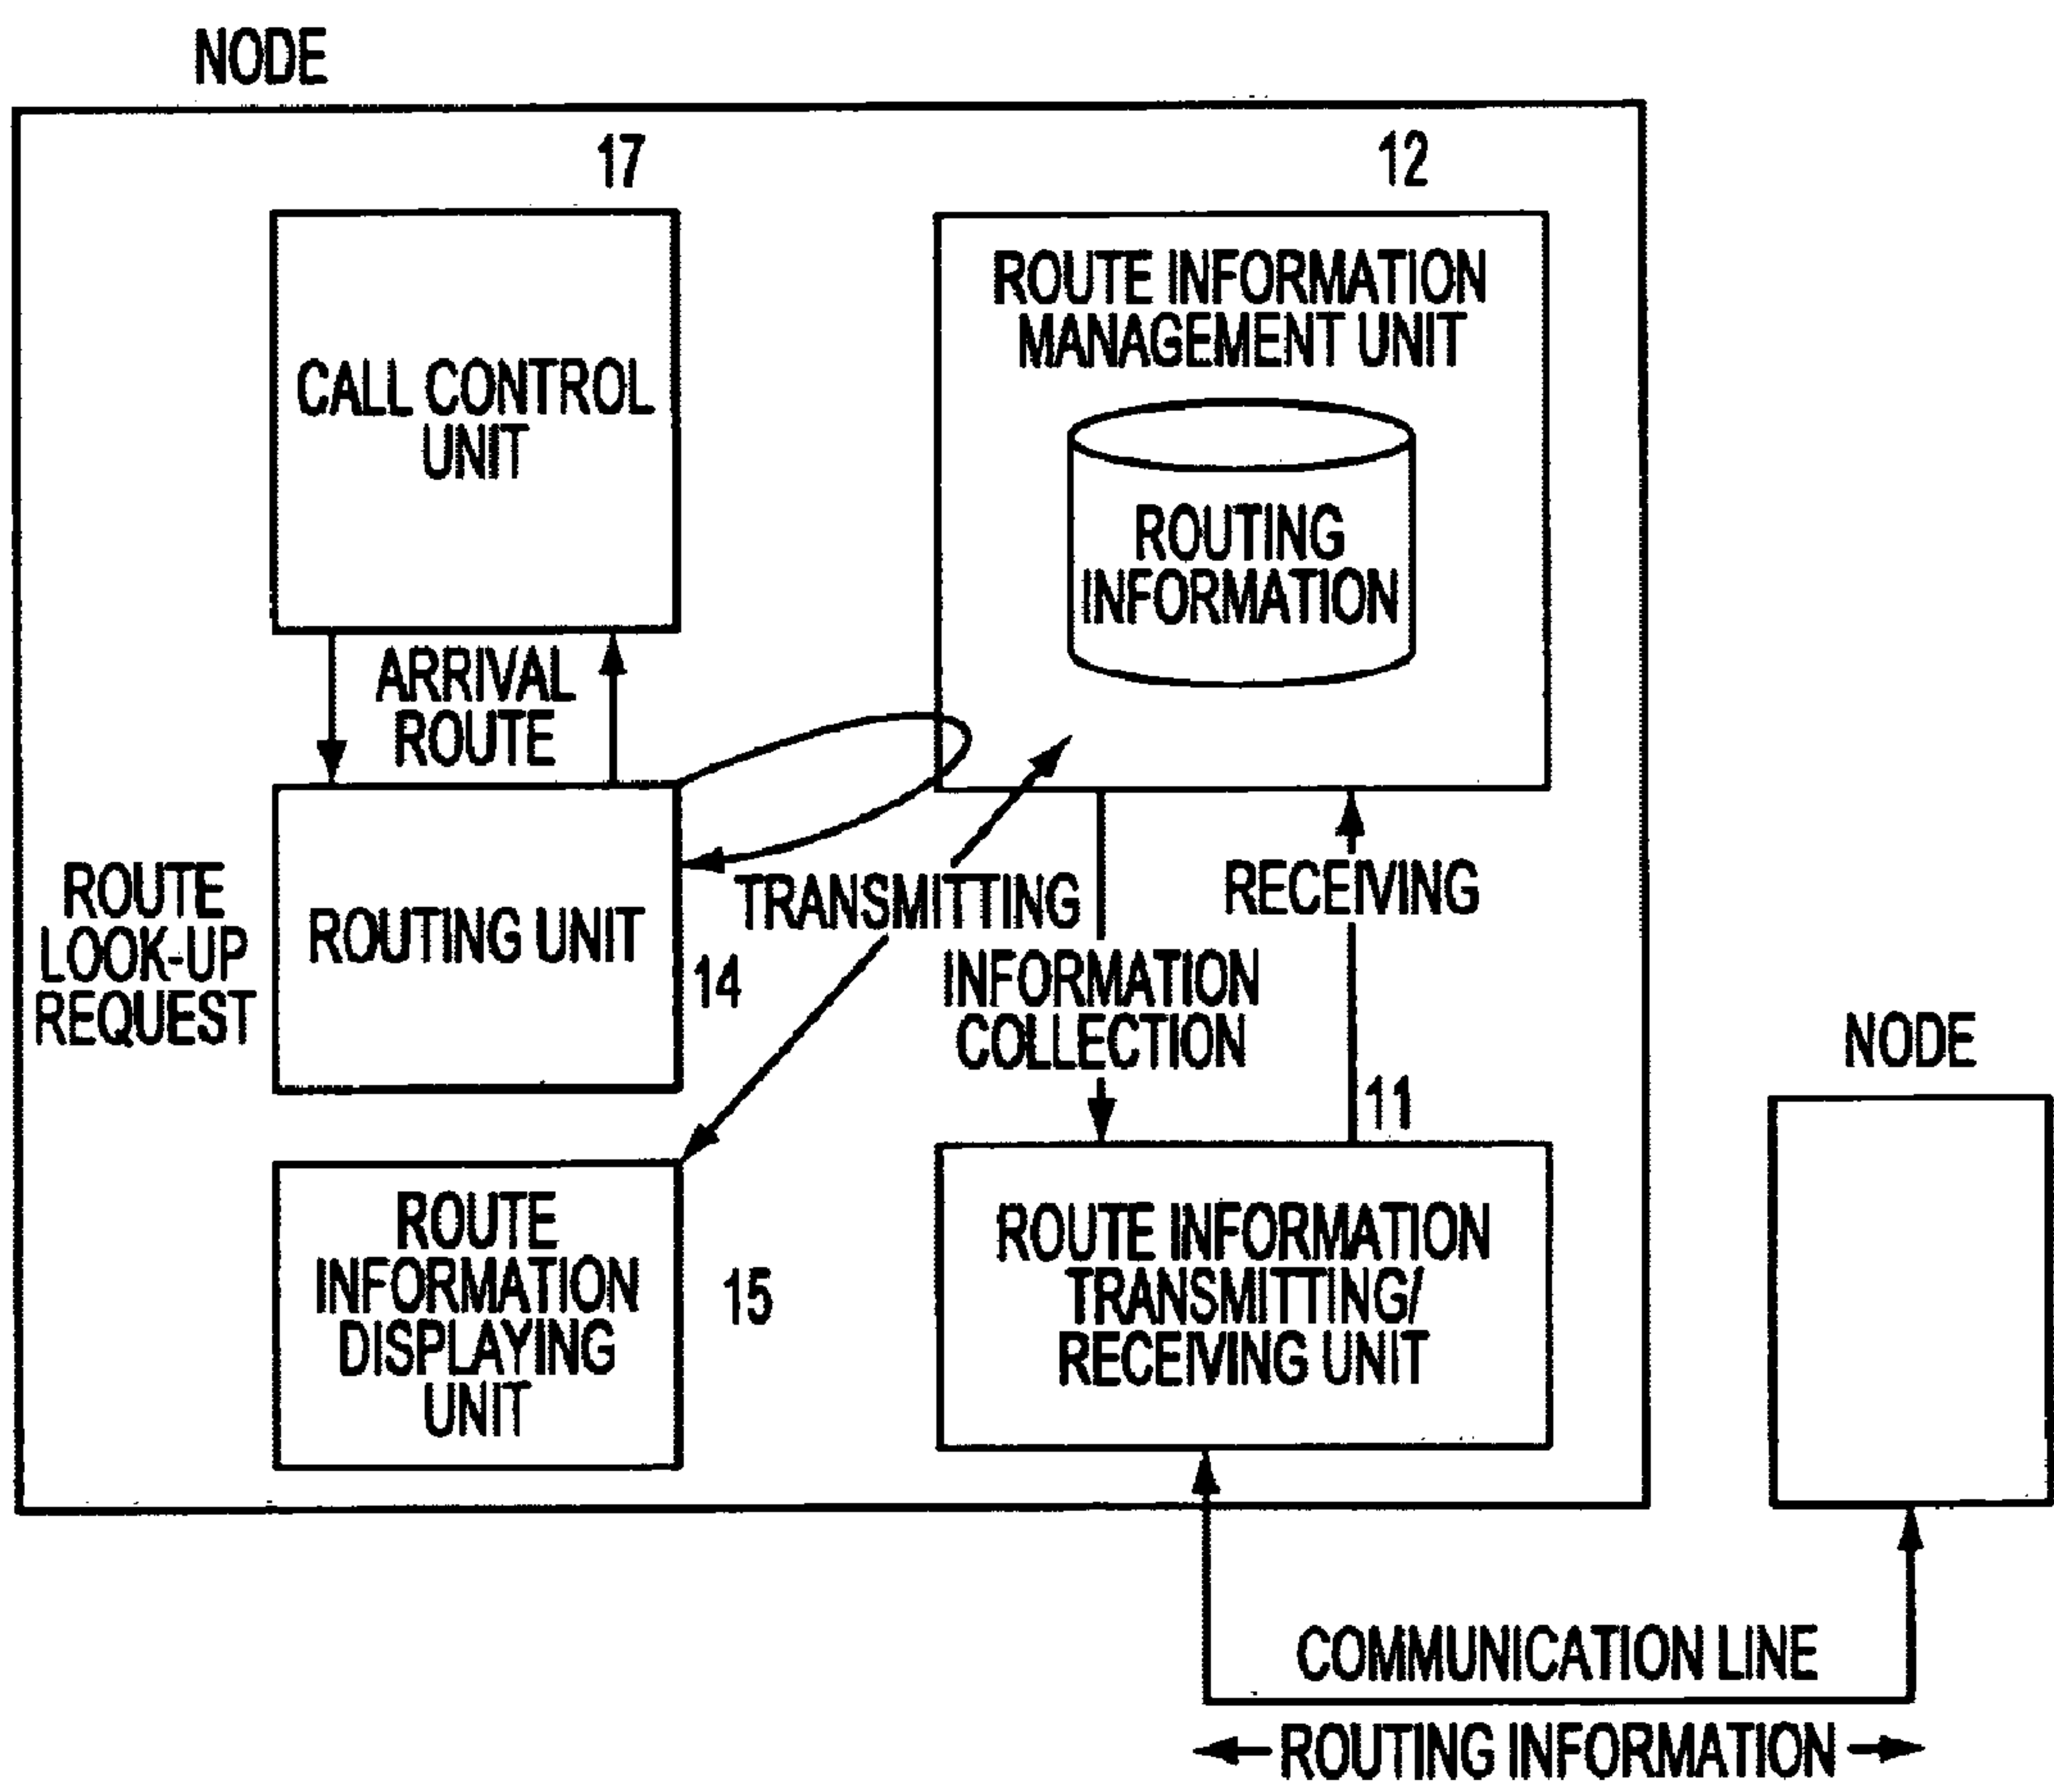 NODE
17
12
CALL CONTROL
UNIT
ROUTE INFORMATION
MANAGEMENT UNIT
ROUTING
INFORMATION
ARRIVAL
ROUTE
ROUTE
LOOK-UP
REQUEST
ROUTING UNIT
14
TRANSMITTING
RECEIVING
INFORMATION
COLLECTION
11
NODE
ROUTE
INFORMATION
DISPLAYING
UNIT
15
ROUTE INFORMATION
TRANSMITTING/
RECEIVING UNIT
COMMUNICATION LINE
ROUTING INFORMATION